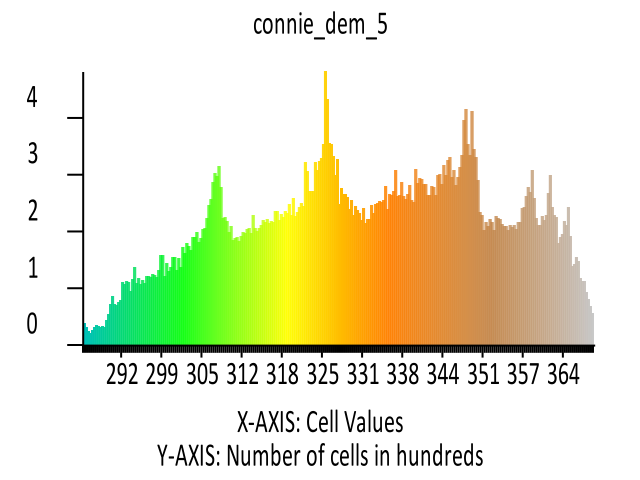 connie_dem_5
4
3
2
1
0
292 299 305 312 318 325 331 338 344 351 357 364
X-AXIS: Cell Values
Y-AXIS: Number of cells in hundreds